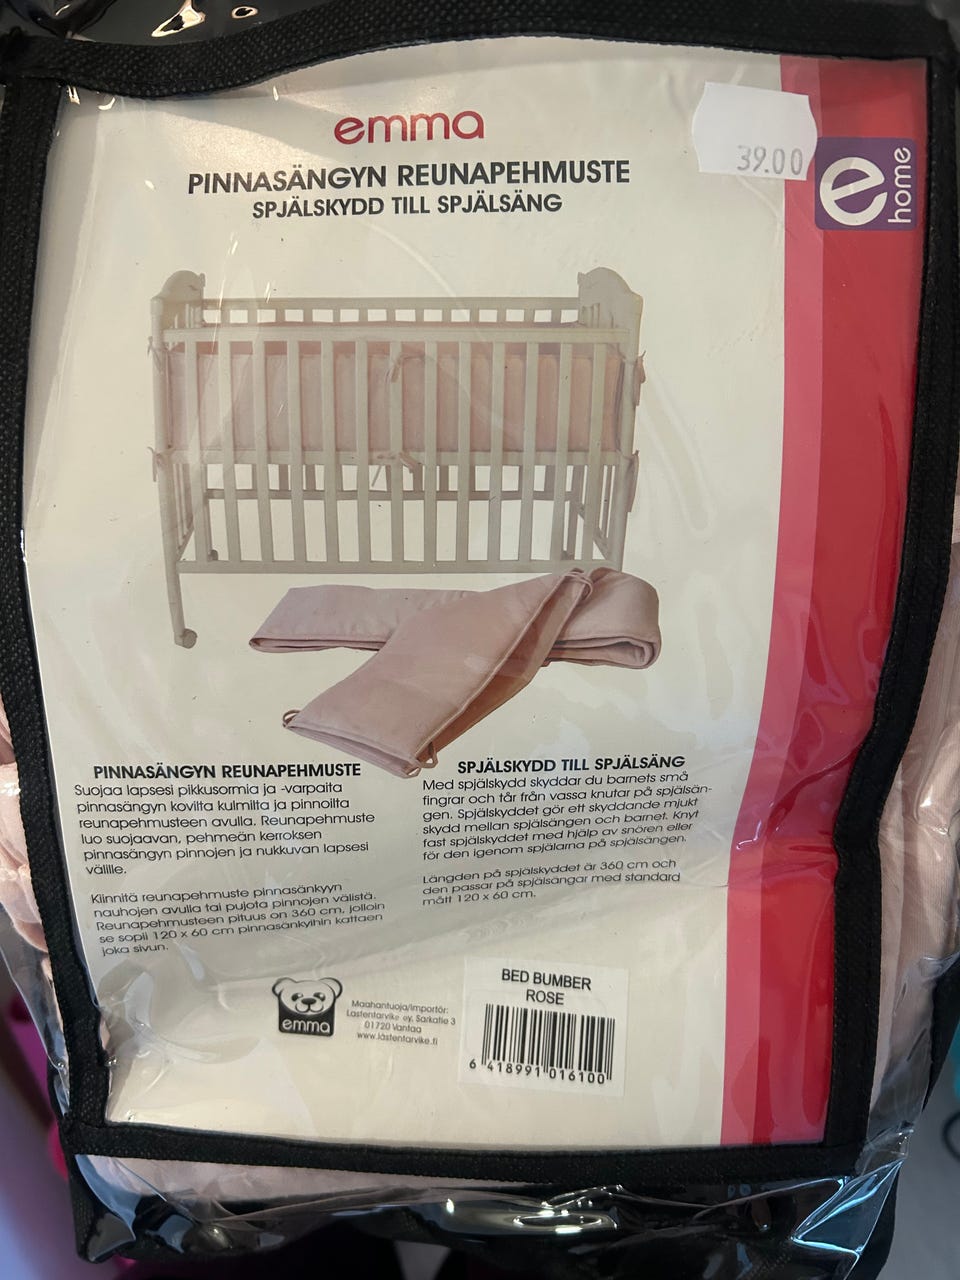 emma
39.00
e home
PINNASÄNGYN REUNAPEHMUSTE
SPJÄLSKYDD TILL SPJÄLSÄNG
PINNASÄNGYN REUNAPEHMUSTE
Suojaa lapsesi pikkusormia ja -varpaita
pinnasängyn kovilta kulmilta ja pinnoilta
reunapehmusteen avulla. Reunapehmuste
luo suojaavan, pehmeän kerroksen
pinnasängyn pinnojen ja nukkuvan lapsesi
välille.
Kiinnitä reunapehmuste pinnasänkyyn
nauhojen avulla tai pujota pinnojen välistä.
Reunapehmusteen pituus on 360 cm, jolloin
se sopii 120 x 60 cm pinnasänkyihin kattaen
joka sivun.
SPJÄLSKYDD TILL SPJÄLSÄNG
Med spjälskydd skyddar du barnets små
fingrar och tår från vassa knutar på spjälsän-
gen. Spjälskyddet gör ett skyddande mjukt
skydd mellan spjälsängen och barnet. Knyt
fast spjälskyddet med hjälp av snören eller
för den igenom spjälarna på spjälsängen.
Längden på spjälskyddet är 360 cm och
den passar på spjälsängar med standard
mått 120 x 60 cm.
emma
Maahantuoja/Importör:
Lastentarvike oy, Sarkatie 3
01720 Vantaa
www.lastentarvike.fi
BED BUMBER
ROSE
6 418991 016100